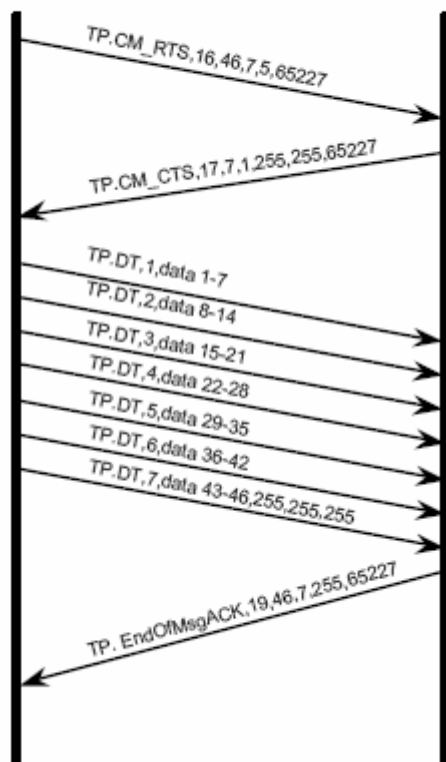 TP.CM_RTS,16,46,7,5,65227
TP.CM_CTS,17,7,1,255,255,65227
TP.DT,1,data 1-7
TP.DT,2,data 8-14
TP.DT,3,data 15-21
TP.DT,4,data 22-28
TP.DT,5,data 29-35
TP.DT,6,data 36-42
TP.DT,7,data 43-46,255,255,255
TP. EndOfMsgACK,19,46,7,255,65227